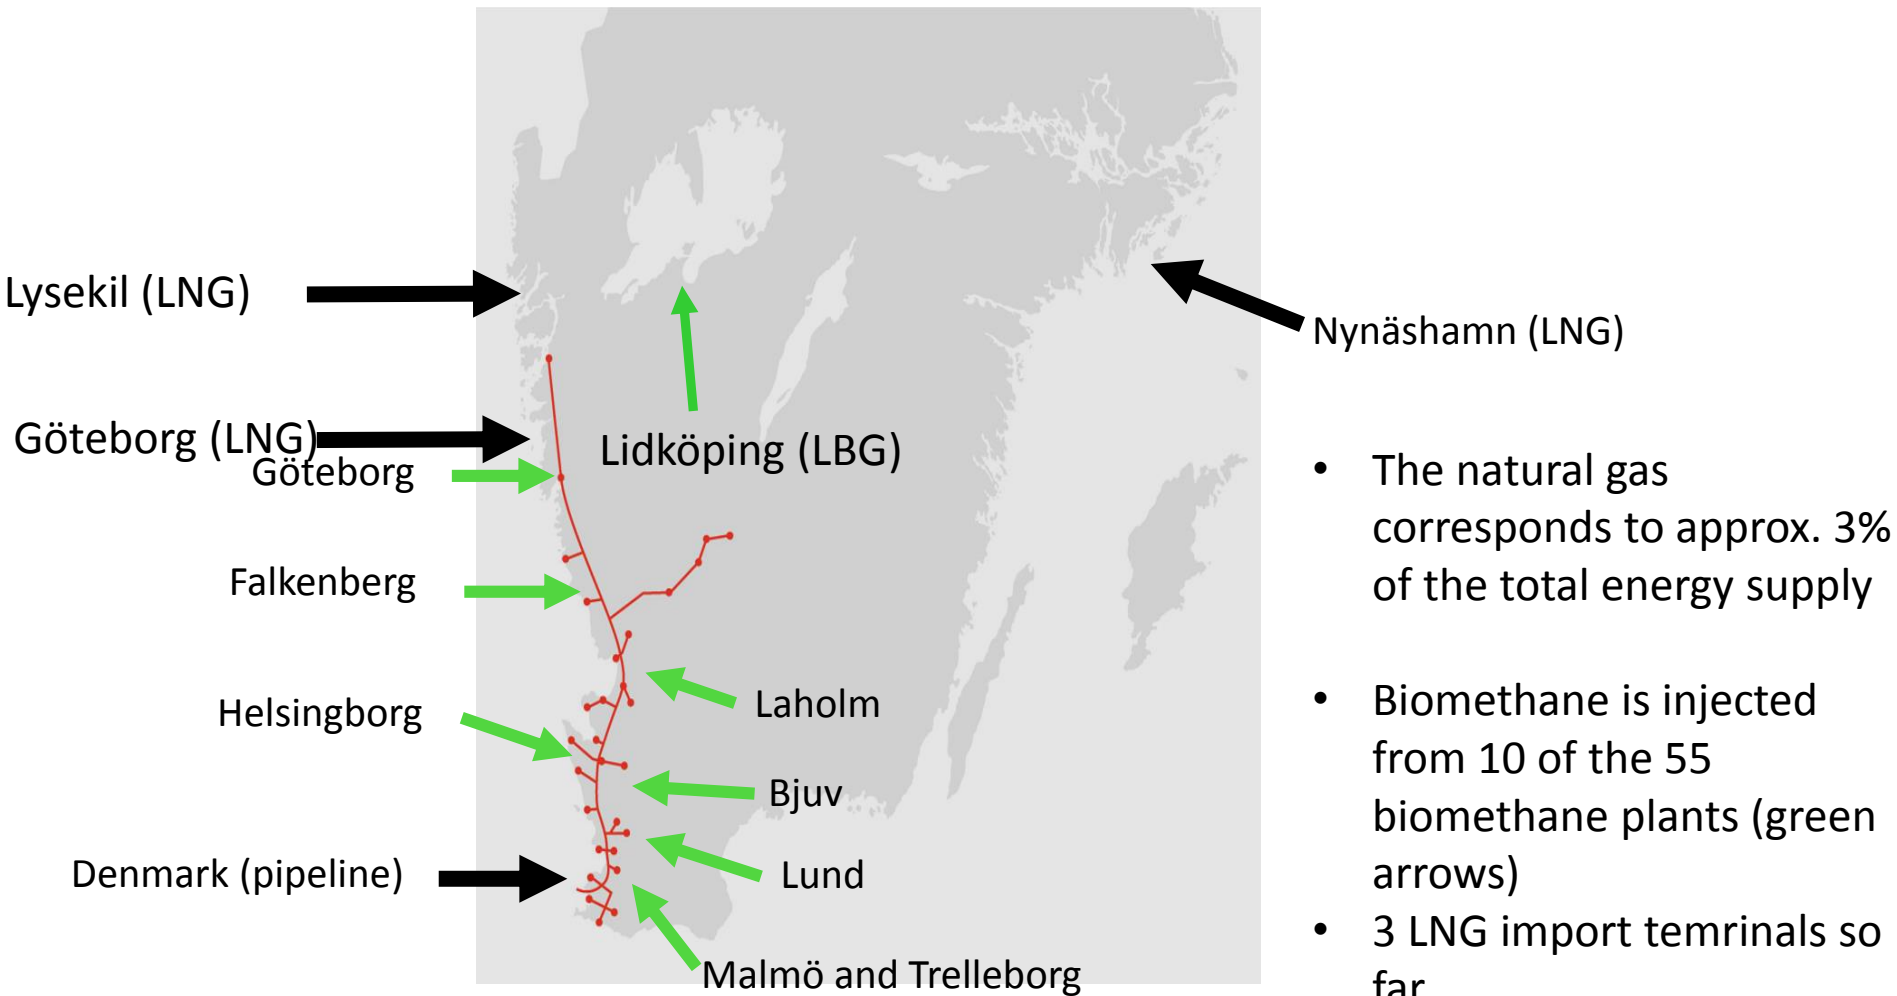 Lysekil (LNG)
Nynäshamn (LNG)
Göteborg (LNG)
Lidköping (LBG)
Göteborg
Falkenberg
Helsingborg
Laholm
Bjuv
Denmark (pipeline)
Lund
Malmö and Trelleborg
• The natural gas
corresponds to approx. 3%
of the total energy supply
• Biomethane is injected
from 10 of the 55
biomethane plants (green
arrows)
• 3 LNG import temrinals so
far